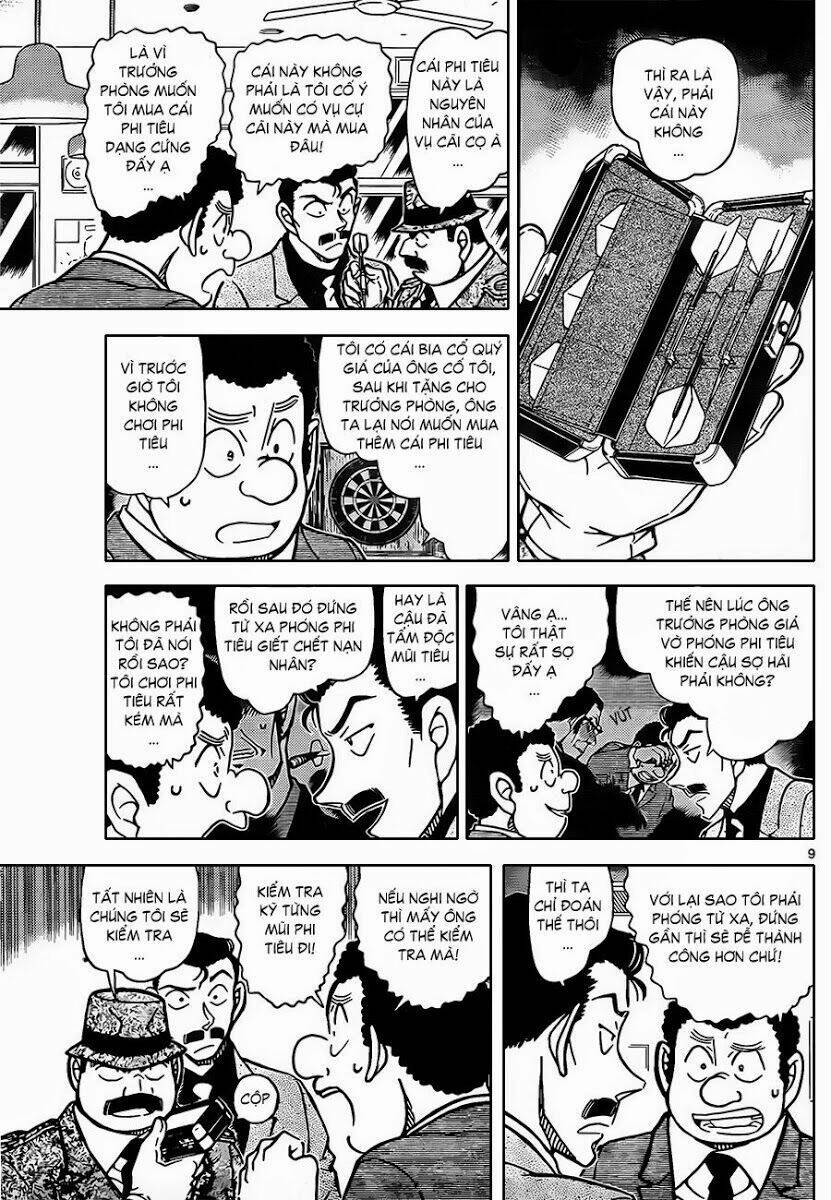 THÌ RA LÀ
VẬY, PHẢI
CÁI NÀY
KHÔNG
...
CÁI PHI TIÊU
NÀY LÀ
NGUYÊN
NHÂN CỦA
VỤ CÃI CỌ À
...
CÁI NÀY KHÔNG
PHẢI LÀ TÔI CỐ Ý
MUỐN CÓ VỤ CỰ
CÃI NÀY MÀ MUA
ĐÂU!
LÀ VÌ
TRƯỞNG
PHÒNG MUỐN
TÔI MUA CÁI
PHI TIÊU
DẠNG CỨNG
ĐẤY Ạ
...
TÔI CÓ CÁI BIA CỔ QUÝ
GIÁ CỦA ÔNG CỐ TÔI,
SAU KHI TẶNG CHO
TRƯỞNG PHÒNG, ÔNG
TA LẠI NÓI MUỐN MUA
THÊM CÁI PHI TIÊU
...
VÌ TRƯỚC
GIỜ TÔI
KHÔNG
CHƠI PHI
TIÊU
...
THẾ NÊN LÚC ÔNG
TRƯỞNG PHÒNG GIẢ
VỜ PHÓNG PHI TIÊU
KHIẾN CẬU SỢ HÃI
PHẢI KHÔNG?
VÂNG Ạ...
TÔI THẬT
SỰ RẤT SỢ
ĐẤY Ạ
...
VÚT
HAY LÀ
CẬU ĐÃ
TẨM ĐỘC
MŨI TIÊU
...
RỒI SAU ĐÓ ĐỨNG
TỪ XA PHÓNG PHI
TIÊU GIẾT CHẾT NẠN
NHÂN?
KHÔNG PHẢI
TÔI ĐÃ NÓI
RỒI SAO?
TÔI CHƠI PHI
TIÊU RẤT
KÉM MÀ
...
9
VỚI LẠI SAO TÔI PHẢI
PHÓNG TỪ XA, ĐỨNG
GẦN THÌ SẼ DỄ THÀNH
CÔNG HƠN CHỨ!
THÌ TA
CHỈ ĐOÁN
THẾ THÔI
...
NẾU NGHI NGỜ
THÌ MẤY ÔNG
CÓ THỂ KIỂM
TRA MÀ!
KIỂM TRA
KỸ TỪNG
MŨI PHI
TIÊU ĐI!
TẤT NHIÊN LÀ
CHÚNG TÔI SẼ
KIỂM TRA
...
CỘP